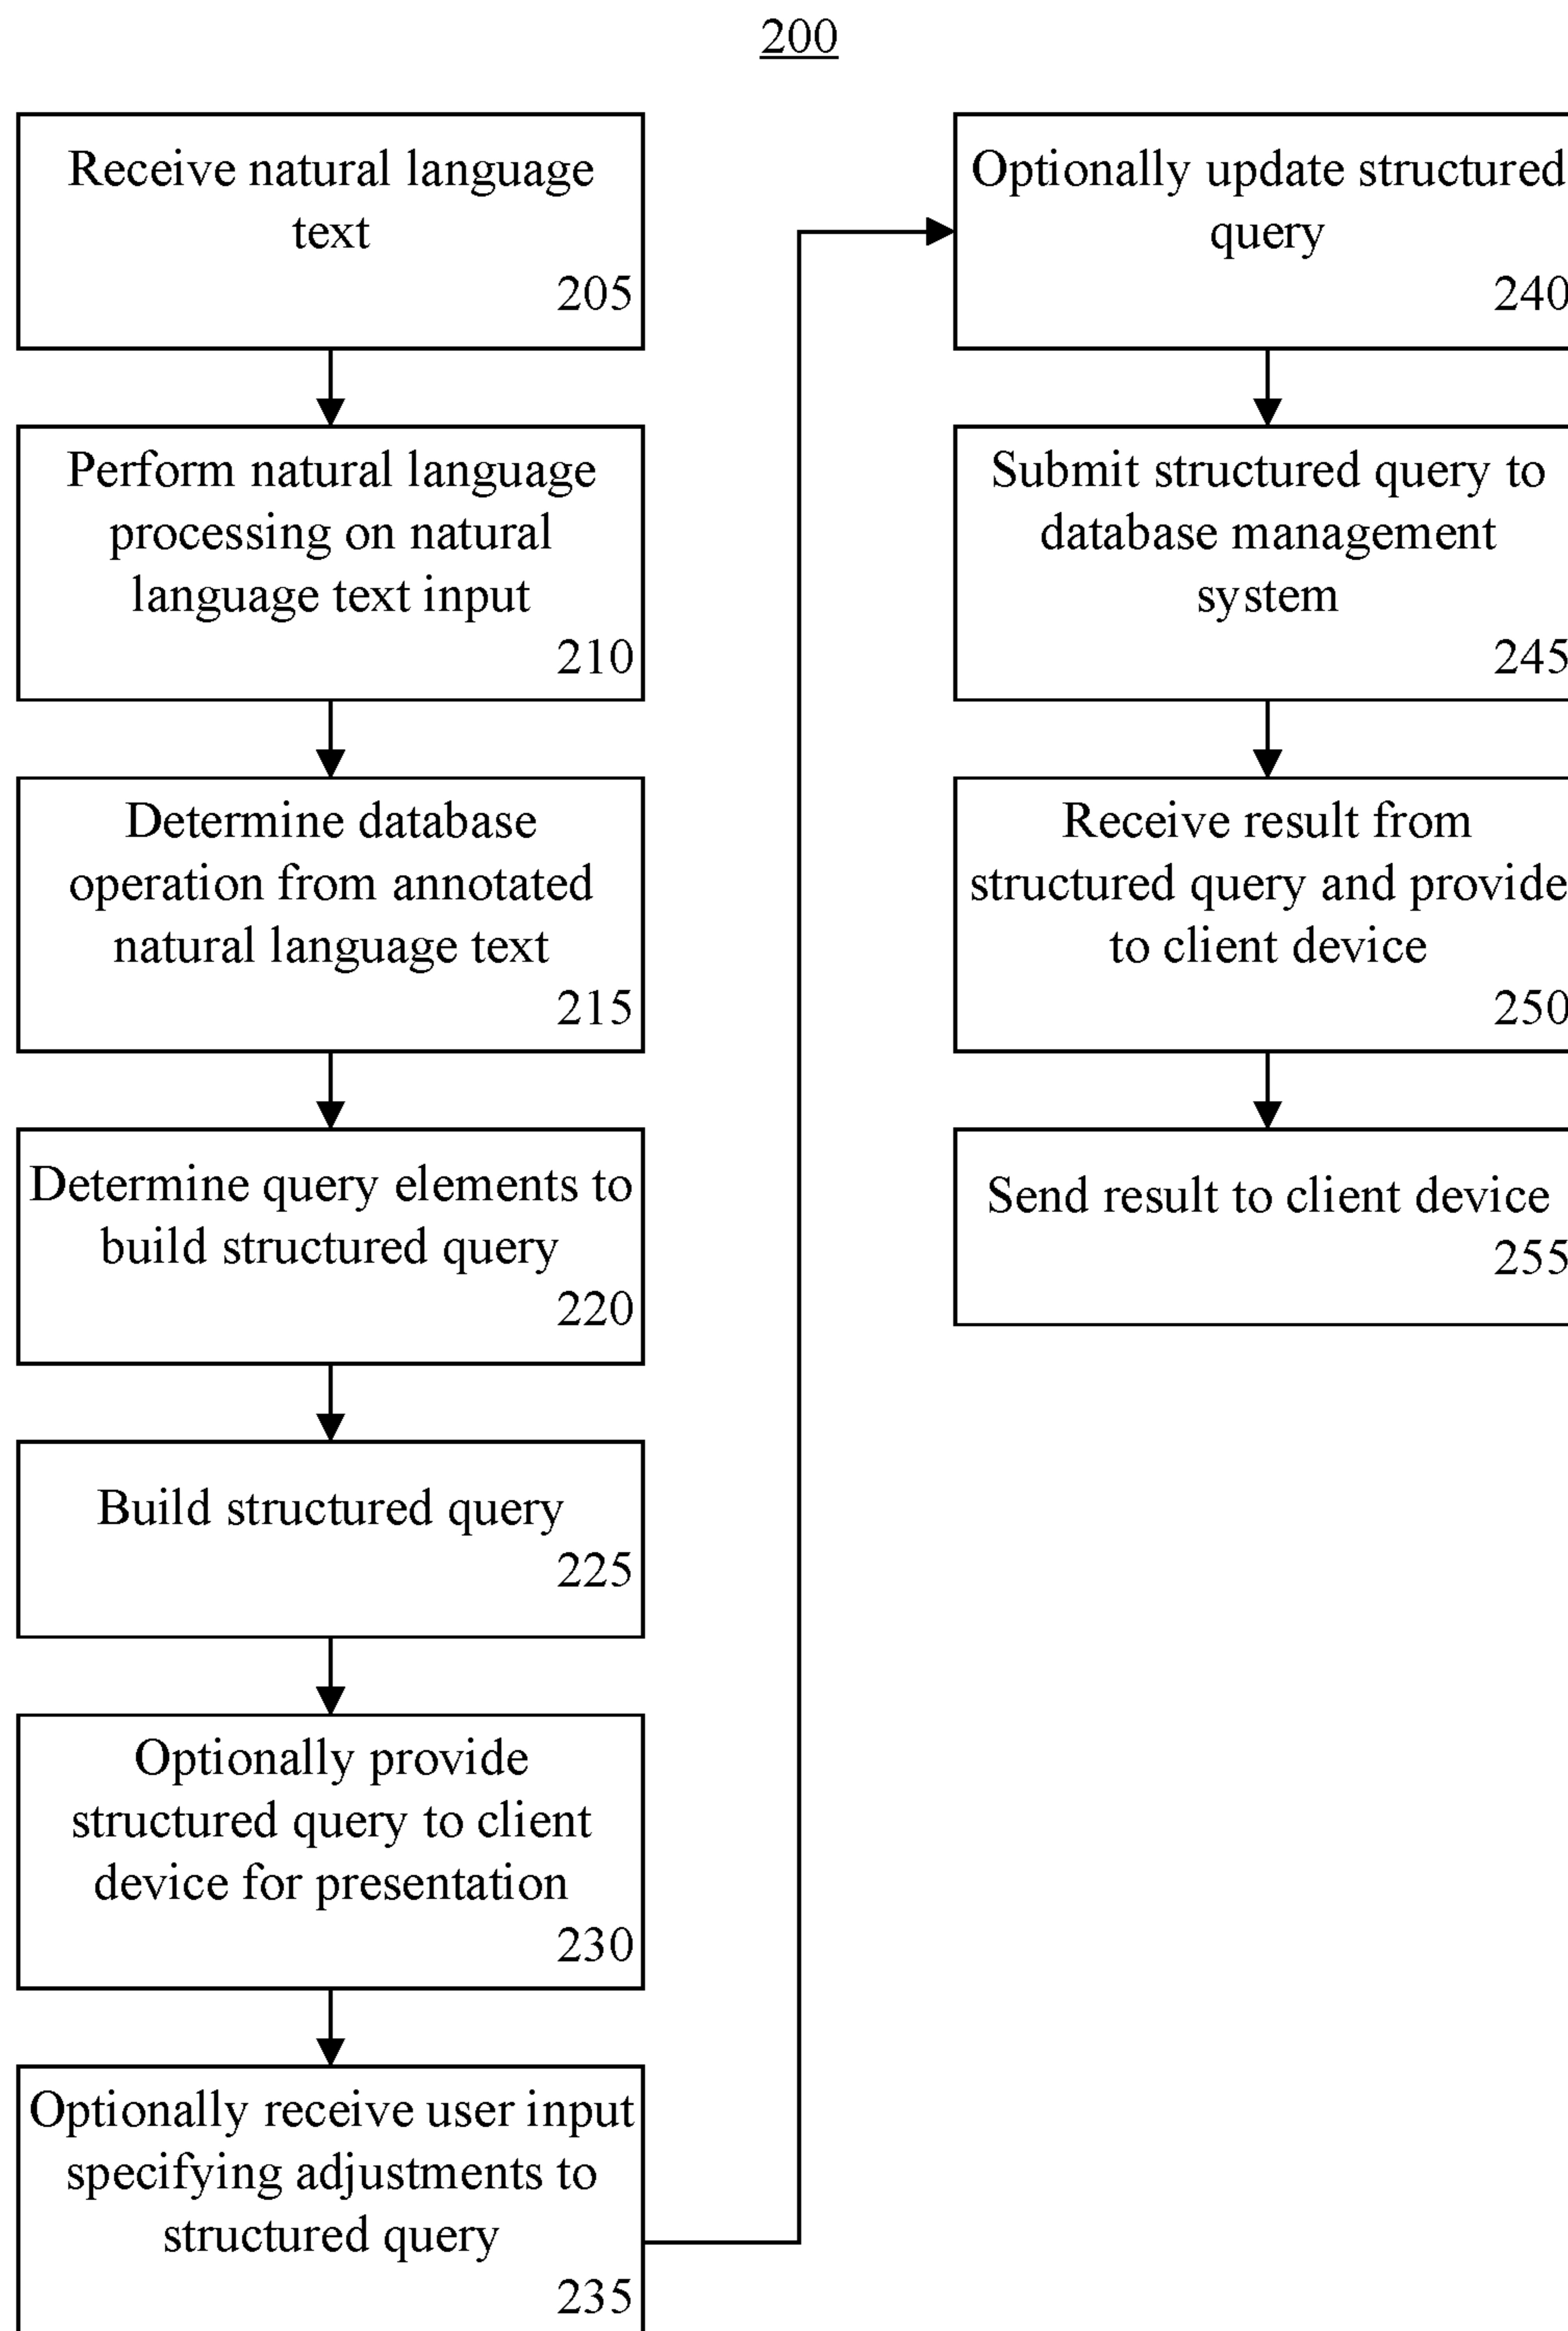 200
Receive natural language
text
205
Perform natural language
processing on natural
language text input
210
Determine database
operation from annotated
natural language text
215
Determine query elements to
build structured query
220
Build structured query
225
Optionally provide
structured query to client
device for presentation
230
Optionally receive user input
specifying adjustments to
structured query
235
Optionally update structured
query
240
Submit structured query to
database management
system
245
Receive result from
structured query and provide
to client device
250
Send result to client device
255